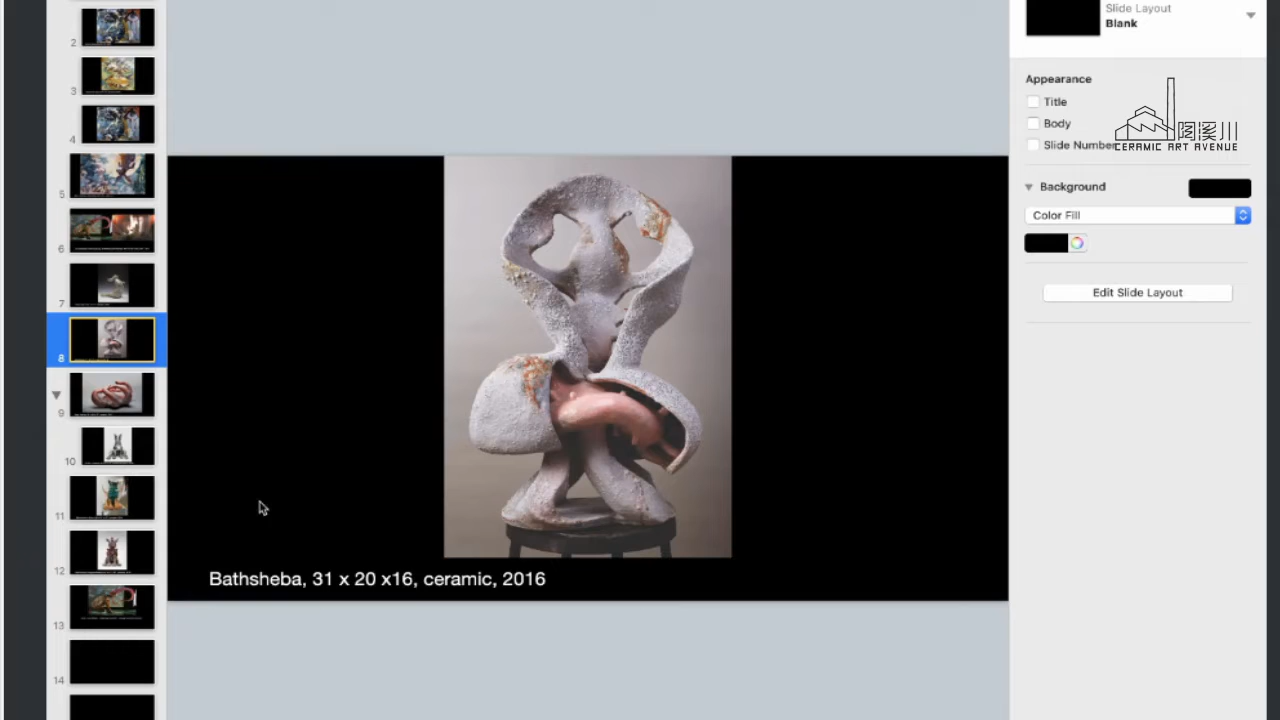 Slide Layout
Blank
Appearance
Title
Body
Slide Number
陶溪川
CERAMIC ART AVENUE
Background
Color Fill
Edit Slide Layout
2
3
4
5
6
7
8
9
10
11
12
13
14
Bathsheba, 31 x 20 x16, ceramic, 2016